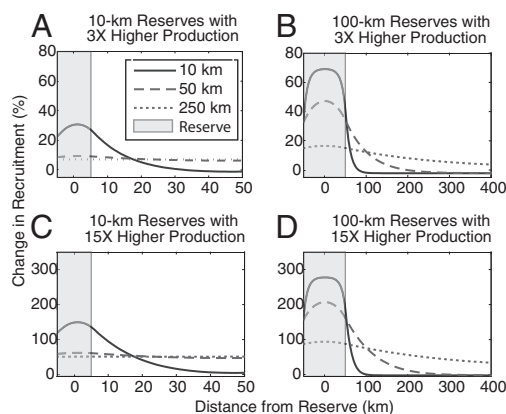 A
10-km Reserves with
3X Higher Production
B
100-km Reserves with
3X Higher Production
80
60
40
20
0
0 10 20 30 40 50
10 km
50 km
250 km
Reserve
80
60
40
20
0
0 100 200 300 400
Change in Recruitment (%)
C
10-km Reserves with
15X Higher Production
D
100-km Reserves with
15X Higher Production
300
200
100
0
0 10 20 30 40 50
300
200
100
0
0 100 200 300 400
Distance from Reserve (km)